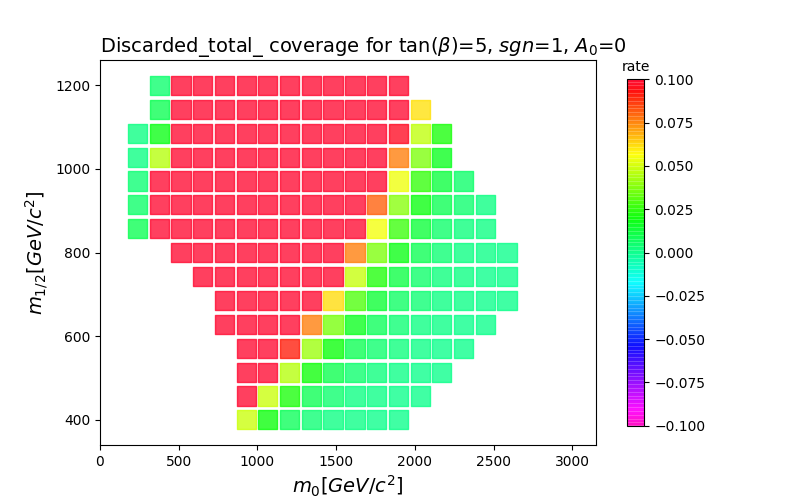 Discarded_total_ coverage for tan(β)=5, sgn=1, A₀=0
rate
1200
1000
800
600
400
m₁/₂[GeV/c²]
0 500 1000 1500 2000 2500 3000
m₀[GeV/c²]
0.100
0.075
0.050
0.025
0.000
−0.025
−0.050
−0.075
−0.100